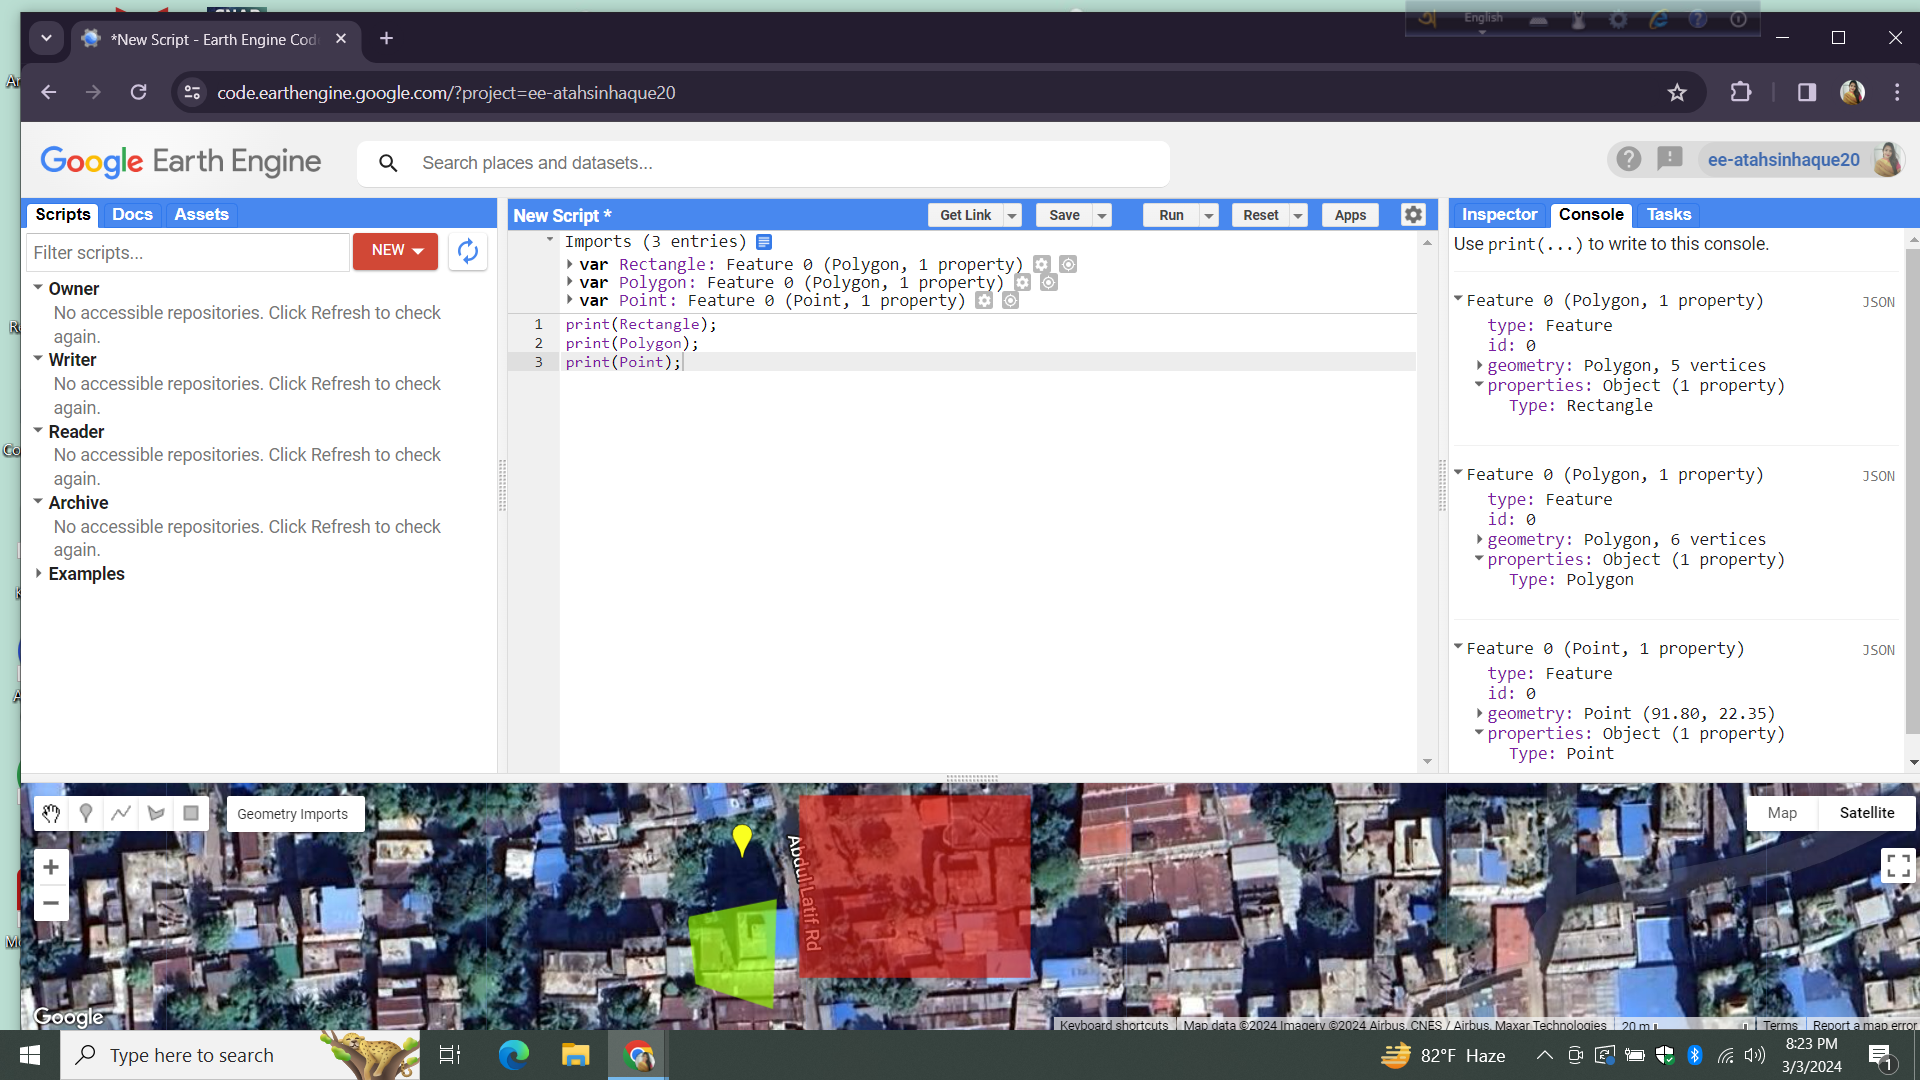 *New Script - Earth Engine Cod
English
code.earthengine.google.com/?project=ee-atahsinhaque20
Google Earth Engine
Search places and datasets...
ee-atahsinhaque20
Scripts Docs Assets
Filter scripts...
NEW
Owner
No accessible repositories. Click Refresh to check
again.
Writer
No accessible repositories. Click Refresh to check
again.
Reader
No accessible repositories. Click Refresh to check
again.
Archive
No accessible repositories. Click Refresh to check
again.
Examples
New Script *
Get Link Save Run Reset Apps
Imports (3 entries)
var Rectangle: Feature 0 (Polygon, 1 property)
var Polygon: Feature 0 (Polygon, 1 property)
var Point: Feature 0 (Point, 1 property)
1 print(Rectangle);
2 print(Polygon);
3 print(Point);
Inspector Console Tasks
Use print(...) to write to this console.
Feature 0 (Polygon, 1 property) JSON
type: Feature
id: 0
geometry: Polygon, 5 vertices
properties: Object (1 property)
Type: Rectangle
Feature 0 (Polygon, 1 property) JSON
type: Feature
id: 0
geometry: Polygon, 6 vertices
properties: Object (1 property)
Type: Polygon
Feature 0 (Point, 1 property) JSON
type: Feature
id: 0
geometry: Point (91.80, 22.35)
properties: Object (1 property)
Type: Point
Geometry Imports
Map Satellite
Abdul Latif Rd
Google
Keyboard shortcuts Map data ©2024 Imagery ©2024 Airbus, CNES / Airbus, Maxar Technologies 20 m Terms Report a map error
Type here to search
82°F Haze
8:23 PM
3/3/2024
1